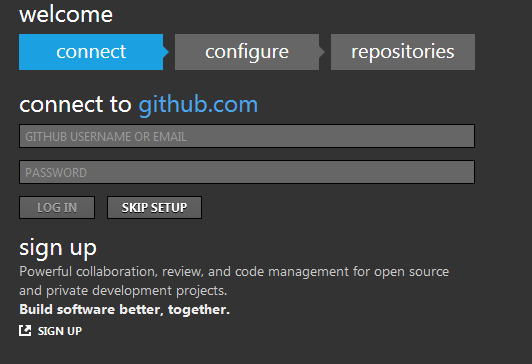 welcome
connect configure repositories
connect to github.com
GITHUB USERNAME OR EMAIL
PASSWORD
LOG IN SKIP SETUP
sign up
Powerful collaboration, review, and code management for open source
and private development projects.
Build software better, together.
SIGN UP